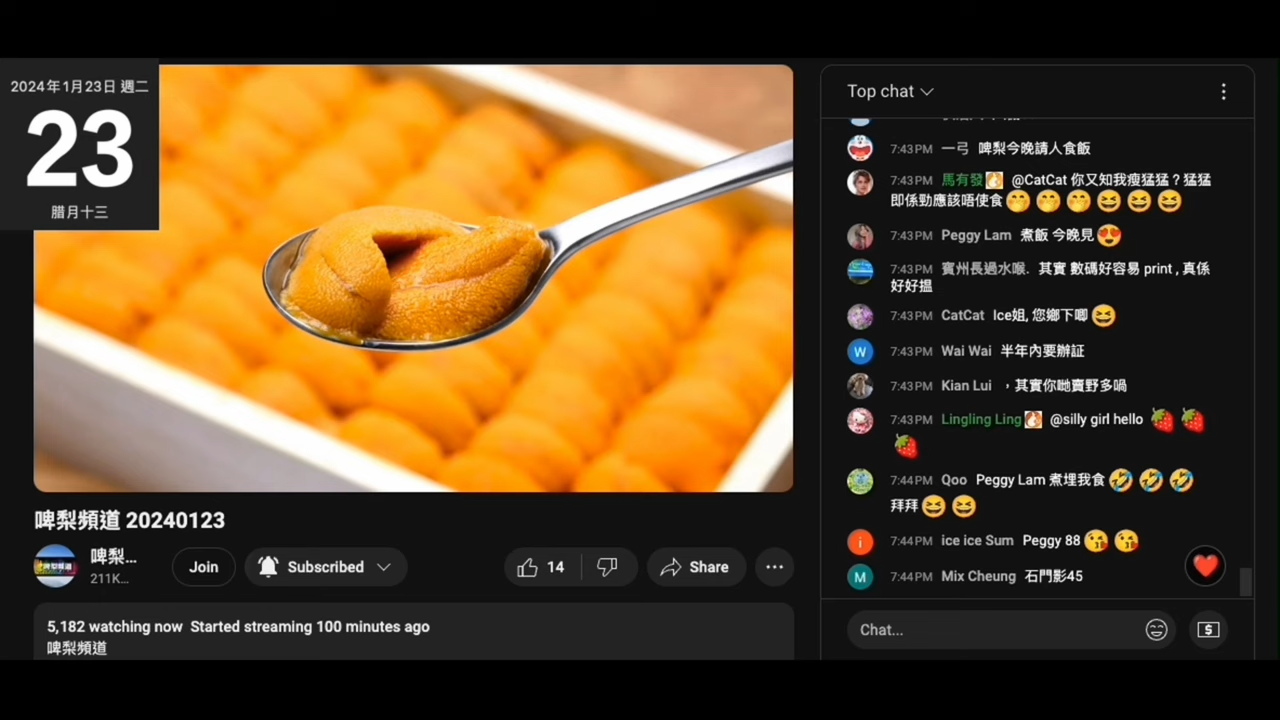 2024年1月23日 週二
23
腊月十三
啤梨頻道 20240123
啤梨...
211K...
Join
Subscribed
14
Share
5,182 watching now Started streaming 100 minutes ago
啤梨頻道
Top chat
7:43 PM 一弓 啤梨今晚請人食飯
7:43 PM 馬有發 @CatCat 你又知我瘦猛猛？猛猛
即係勁應該唔使食🤭🤭🤭😆😆😆
7:43 PM Peggy Lam 煮飯 今晚見😍
7:43 PM 賓州長過水喉. 其實 數碼好容易 print , 真係
好好搵
7:43 PM CatCat Ice姐, 您鄉下唧😆
7:43 PM Wai Wai 半年內要辦証
7:43 PM Kian Lui ，其實你哋賣野多喎
7:43 PM Lingling Ling @silly girl hello 🍓🍓
🍓
7:44 PM Qoo Peggy Lam 煮埋我食🤣🤣🤣
拜拜😆😆
7:44 PM ice ice Sum Peggy 88😘😘
7:44 PM Mix Cheung 石門影45
Chat...